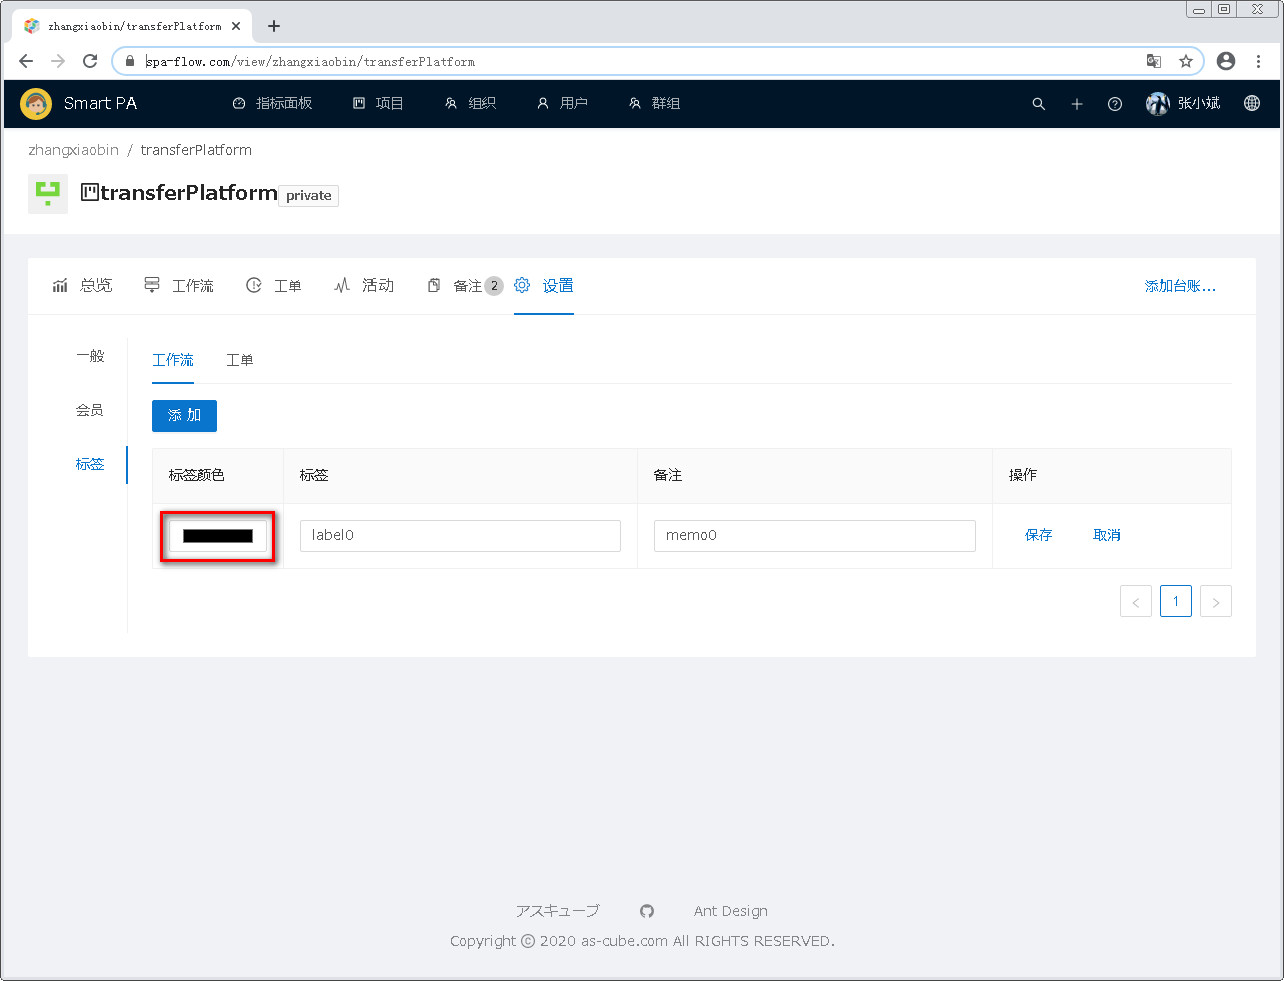 zhangxiaobin/transferPlatform
spa-flow.com/view/zhangxiaobin/transferPlatform
Smart PA 指标面板 项目 组织 用户 群组 张小斌
zhangxiaobin / transferPlatform
transferPlatform private
总览 工作流 工单 活动 备注 2 设置 添加台账...
一般
会员
标签
工作流 工单
添 加
标签颜色 标签 备注 操作
label0 memo0 保存 取消
< 1 >
アスキューブ Ant Design
Copyright © 2020 as-cube.com All RIGHTS RESERVED.